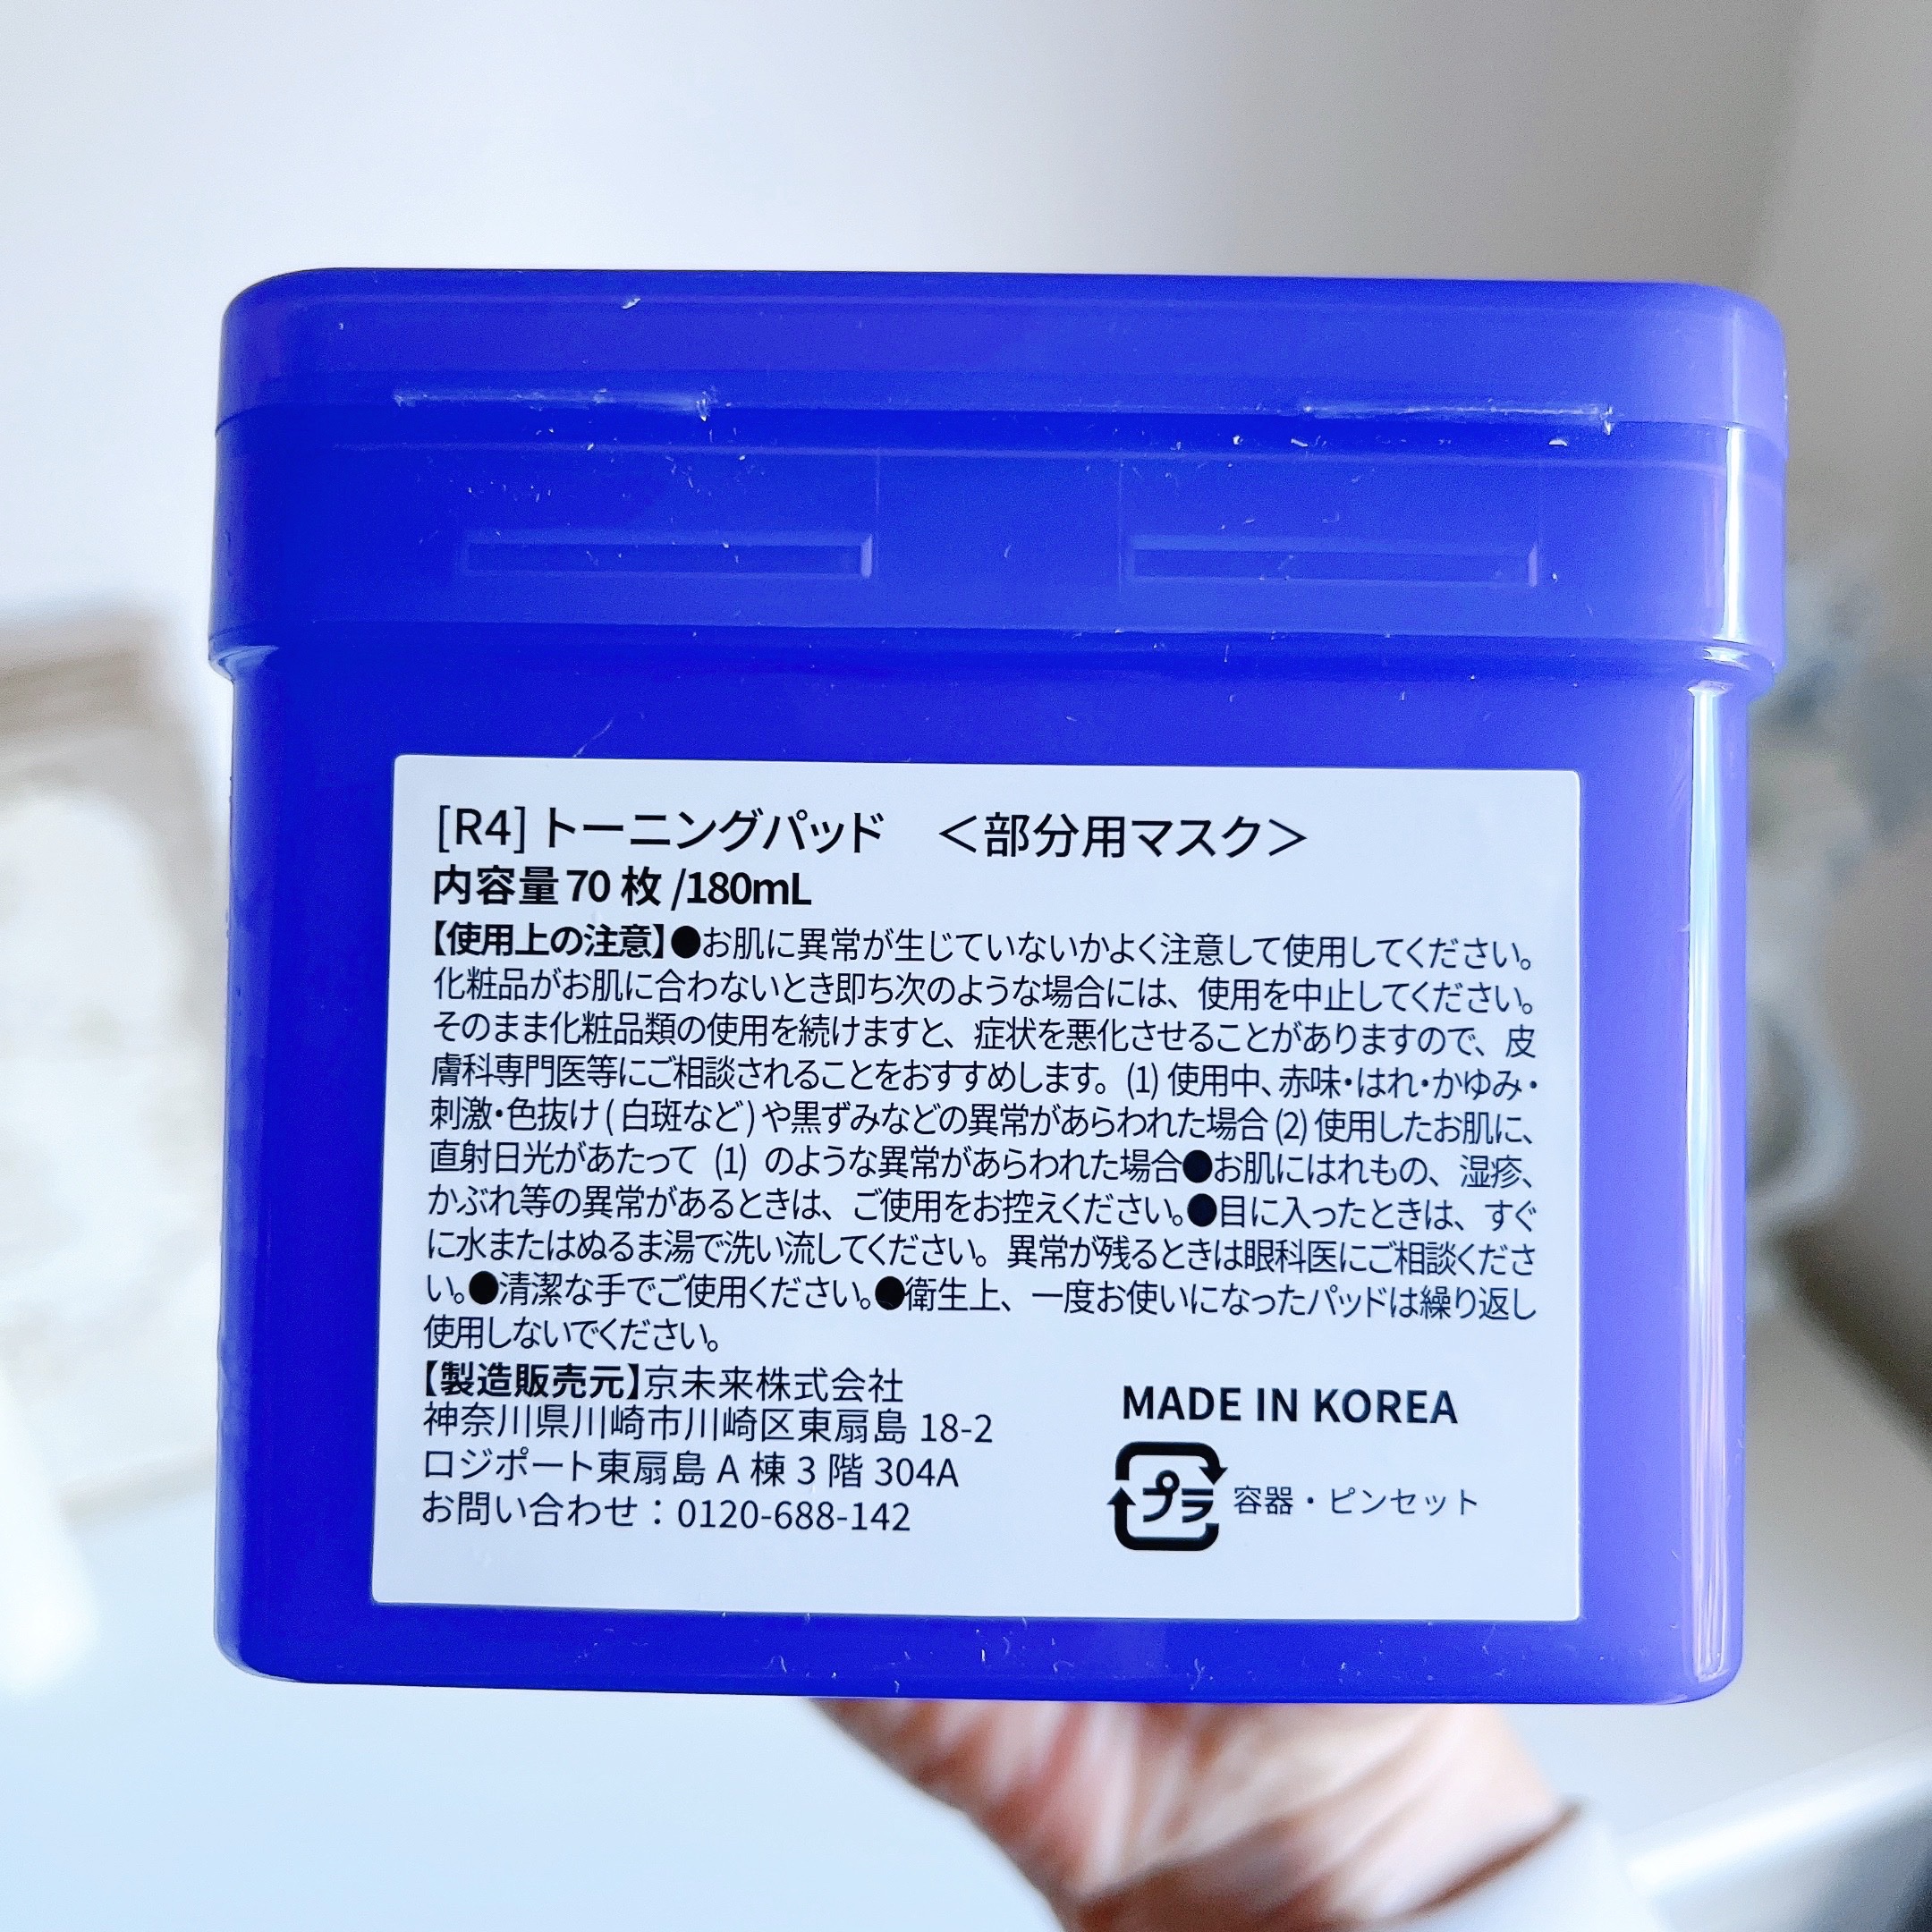 [R4] トーニングパッド　＜部分用マスク＞
内容量 70 枚 /180mL
【使用上の注意】●お肌に異常が生じていないかよく注意して使用してください。
化粧品がお肌に合わないとき即ち次のような場合には、使用を中止してください。
そのまま化粧品類の使用を続けますと、症状を悪化させることがありますので、皮
膚科専門医等にご相談されることをおすすめします。(1) 使用中、赤味・はれ・かゆみ・
刺激・色抜け ( 白斑など ) や黒ずみなどの異常があらわれた場合 (2) 使用したお肌に、
直射日光があたって (1) のような異常があらわれた場合●お肌にはれもの、湿疹、
かぶれ等の異常があるときは、ご使用をお控えください。●目に入ったときは、すぐ
に水またはぬるま湯で洗い流してください。異常が残るときは眼科医にご相談くださ
い。●清潔な手でご使用ください。●衛生上、一度お使いになったパッドは繰り返し
使用しないでください。
【製造販売元】京未来株式会社
神奈川県川崎市川崎区東扇島 18-2
ロジポート東扇島 A 棟 3 階 304A
お問い合わせ：0120-688-142
MADE IN KOREA
プラ 容器・ピンセット